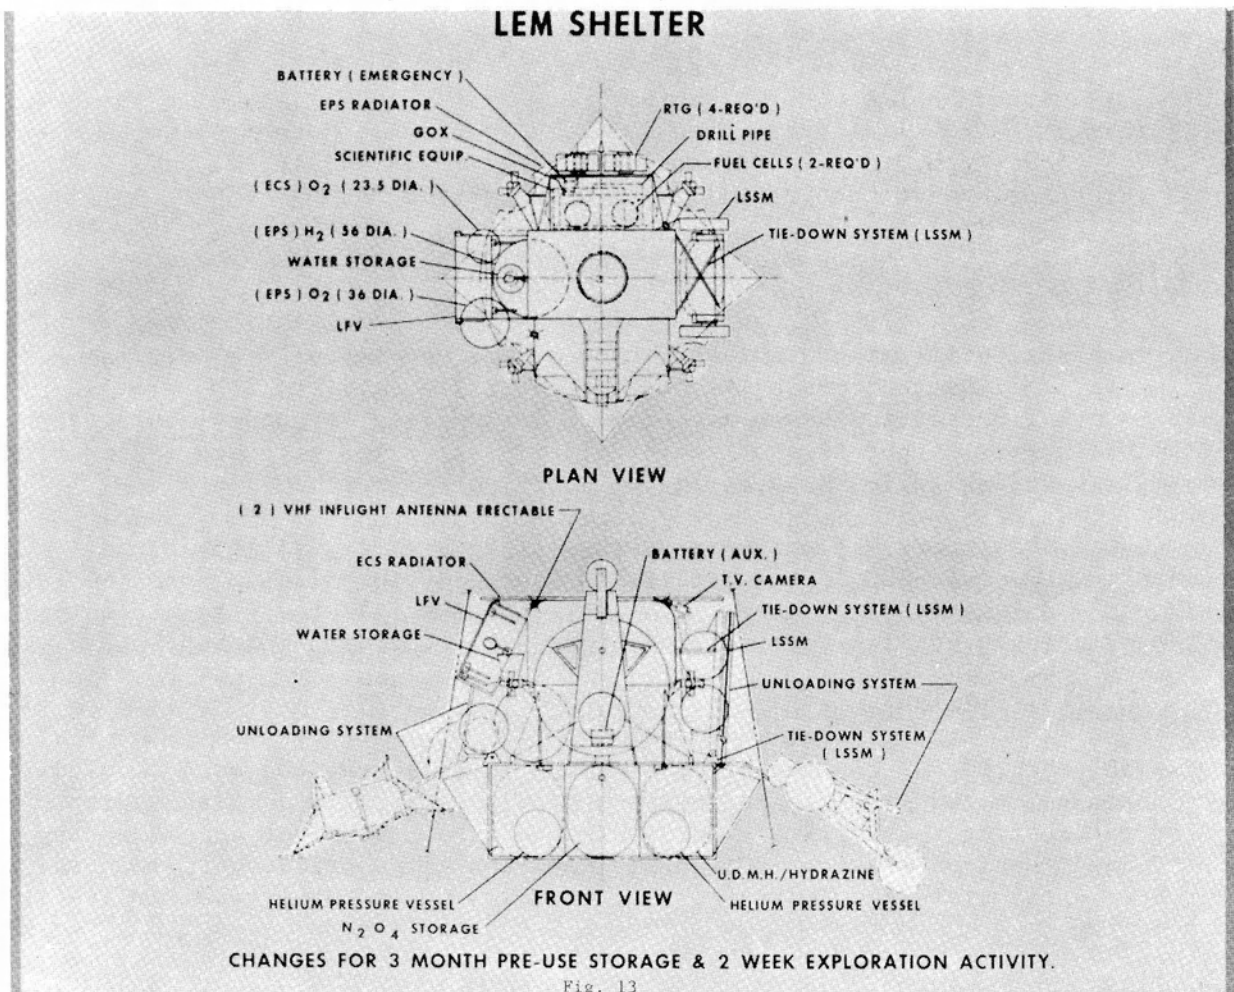 LEM SHELTER
BATTERY ( EMERGENCY )
EPS RADIATOR
GOX
SCIENTIFIC EQUIP.
( ECS ) O2 ( 23.5 DIA. )
( EPS ) H2 ( 56 DIA. )
WATER STORAGE
( EPS ) O2 ( 36 DIA. )
LFV
RTG ( 4-REQ'D )
DRILL PIPE
FUEL CELLS ( 2-REQ'D )
LSSM
TIE-DOWN SYSTEM ( LSSM )
PLAN VIEW
( 2 ) VHF INFLIGHT ANTENNA ERECTABLE
ECS RADIATOR
LFV
WATER STORAGE
UNLOADING SYSTEM
BATTERY ( AUX. )
T.V. CAMERA
TIE-DOWN SYSTEM ( LSSM )
LSSM
UNLOADING SYSTEM
TIE-DOWN SYSTEM
( LSSM )
U.D.M.H./HYDRAZINE
HELIUM PRESSURE VESSEL
HELIUM PRESSURE VESSEL
N2O4 STORAGE
FRONT VIEW
CHANGES FOR 3 MONTH PRE-USE STORAGE & 2 WEEK EXPLORATION ACTIVITY.
Fig. 13